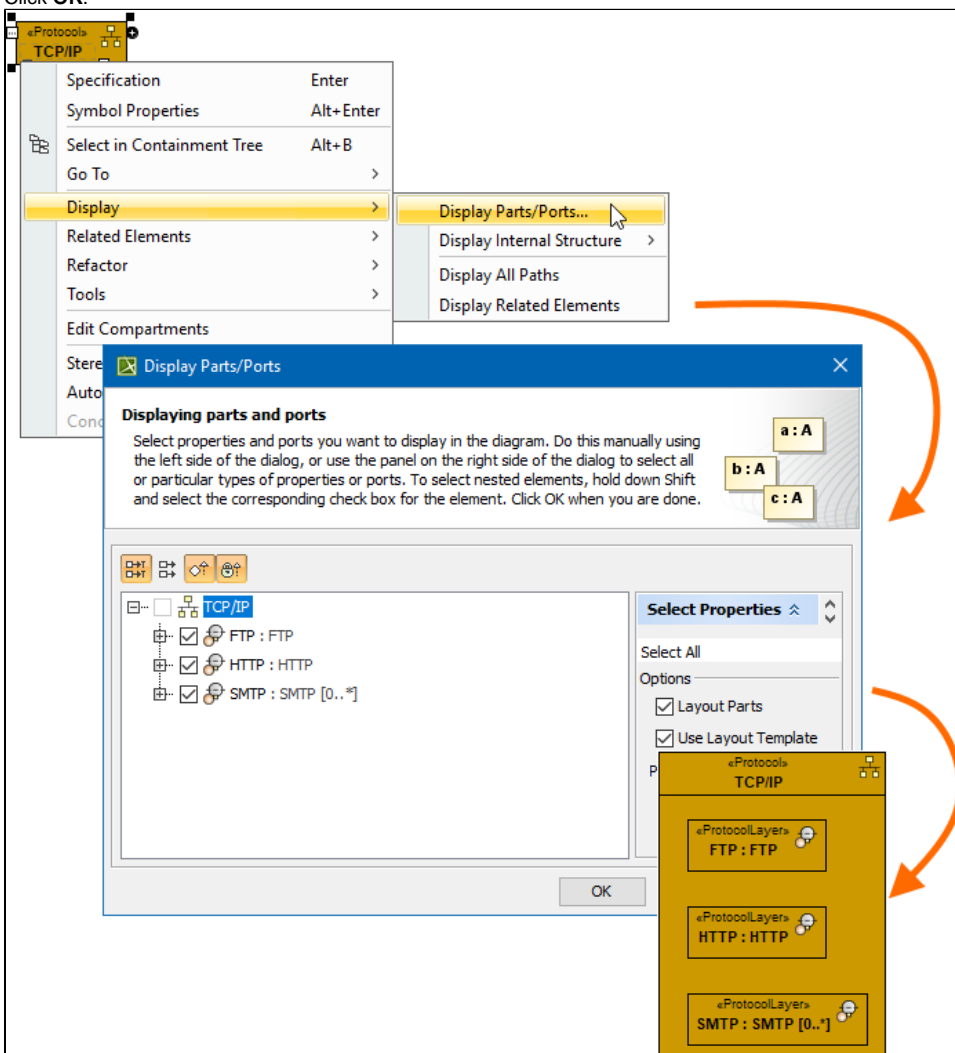 Click OK.
«Protocol»
TCP/IP
Specification Enter
Symbol Properties Alt+Enter
Select in Containment Tree Alt+B
Go To >
Display >
Display Parts/Ports...
Related Elements >
Display Internal Structure >
Refactor >
Display All Paths
Tools >
Display Related Elements
Edit Compartments
Stere
Auto
Conc
Display Parts/Ports
Displaying parts and ports
Select properties and ports you want to display in the diagram. Do this manually using
the left side of the dialog, or use the panel on the right side of the dialog to select all
or particular types of properties or ports. To select nested elements, hold down Shift
and select the corresponding check box for the element. Click OK when you are done.
a : A
b : A
c : A
TCP/IP
FTP : FTP
HTTP : HTTP
SMTP : SMTP [0..*]
Select Properties
Select All
Options
Layout Parts
Use Layout Template
P
OK
«Protocol»
TCP/IP
«ProtocolLayer»
FTP : FTP
«ProtocolLayer»
HTTP : HTTP
«ProtocolLayer»
SMTP : SMTP [0..*]